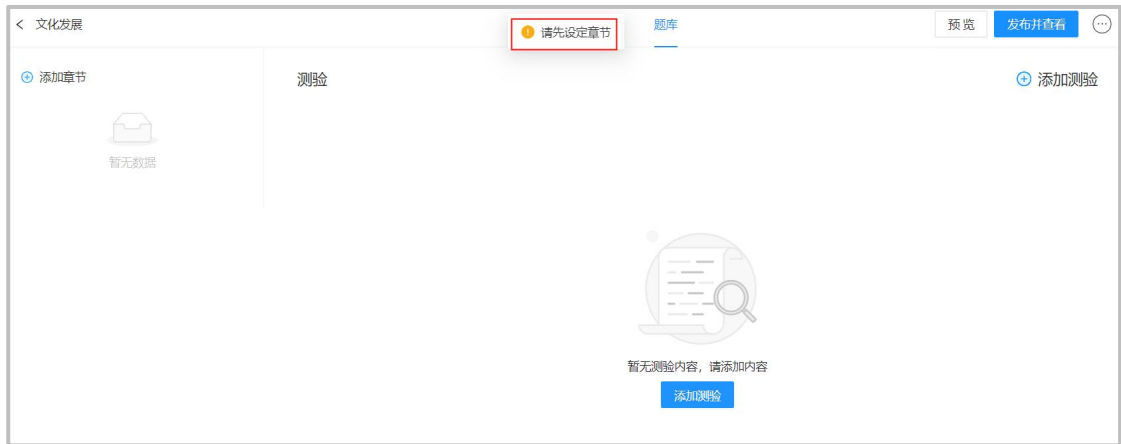 文化发展
请先设定章节
题库
预览
发布并查看
添加章节
测验
添加测验
暂无数据
暂无测验内容，请添加内容
添加测验